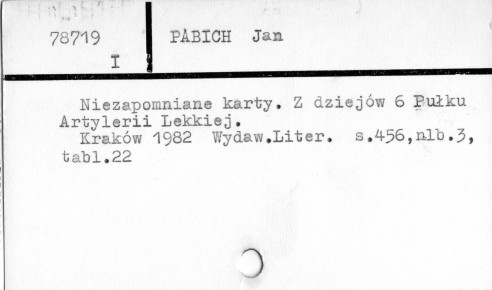 78719 PABICH Jan
I
Niezapomniane karty. Z dziejów 6 Pułku
Artylerii Lekkiej.
Kraków 1982 Wydaw.Liter. s.456,nlb.3,
tabl.22